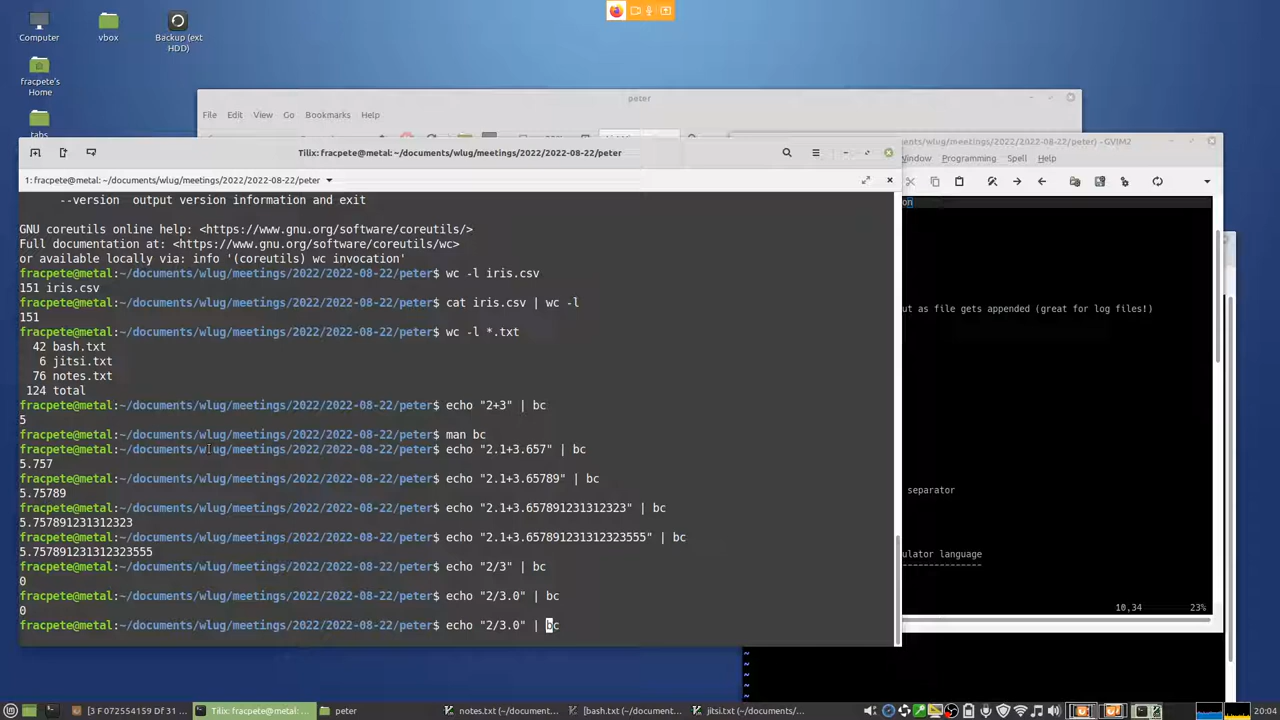 Computer
vbox
Backup (ext
HDD)
fracpete's
Home
tabs
peter
File Edit View Go Bookmarks Help
Tilix: fracpete@metal: ~/documents/wlug/meetings/2022/2022-08-22/peter
1: fracpete@metal: ~/documents/wlug/meetings/2022/2022-08-22/peter
--version output version information and exit
GNU coreutils online help: <https://www.gnu.org/software/coreutils/>
Full documentation at: <https://www.gnu.org/software/coreutils/wc>
or available locally via: info '(coreutils) wc invocation'
fracpete@metal:~/documents/wlug/meetings/2022/2022-08-22/peter$ wc -l iris.csv
151 iris.csv
fracpete@metal:~/documents/wlug/meetings/2022/2022-08-22/peter$ cat iris.csv | wc -l
151
fracpete@metal:~/documents/wlug/meetings/2022/2022-08-22/peter$ wc -l *.txt
42 bash.txt
6 jitsi.txt
76 notes.txt
124 total
fracpete@metal:~/documents/wlug/meetings/2022/2022-08-22/peter$ echo "2+3" | bc
5
fracpete@metal:~/documents/wlug/meetings/2022/2022-08-22/peter$ man bc
fracpete@metal:~/documents/wlug/meetings/2022/2022-08-22/peter$ echo "2.1+3.657" | bc
5.757
fracpete@metal:~/documents/wlug/meetings/2022/2022-08-22/peter$ echo "2.1+3.65789" | bc
5.75789
fracpete@metal:~/documents/wlug/meetings/2022/2022-08-22/peter$ echo "2.1+3.657891231312323" | bc
5.757891231312323
fracpete@metal:~/documents/wlug/meetings/2022/2022-08-22/peter$ echo "2.1+3.657891231312323555" | bc
5.757891231312323555
fracpete@metal:~/documents/wlug/meetings/2022/2022-08-22/peter$ echo "2/3" | bc
0
fracpete@metal:~/documents/wlug/meetings/2022/2022-08-22/peter$ echo "2/3.0" | bc
0
fracpete@metal:~/documents/wlug/meetings/2022/2022-08-22/peter$ echo "2/3.0" | bc
wlug/meetings/2022/2022-08-22/peter) - GVIM2
Window Programming Spell Help
on
ut as file gets appended (great for log files!)
separator
ulator language
---------------
10,34 23%
~
~
~
~
[3 F 072554159 Df 31 ...
Tilix: fracpete@metal: ...
peter
notes.txt (~/document...
[bash.txt (~/documen...
jitsi.txt (~/documents...
20:04